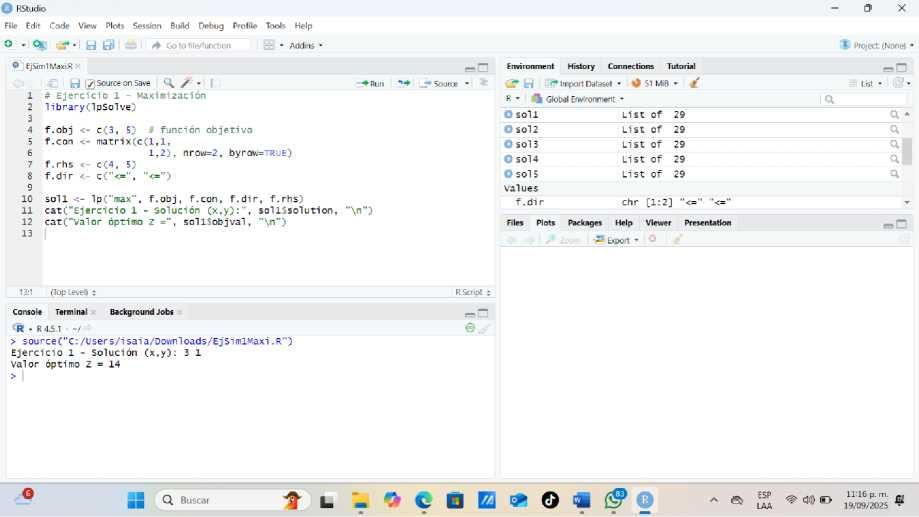 RStudio
File Edit Code View Plots Session Build Debug Profile Tools Help
Go to file/function Addins Project: (None)
EjSim1Maxi.R
Source on Save Run Source
1 # Ejercicio 1 - Maximización
2 library(lpSolve)
3
4 f.obj <- c(3, 5) # función objetivo
5 f.con <- matrix(c(1,1,
6 1,2), nrow=2, byrow=TRUE)
7 f.rhs <- c(4, 5)
8 f.dir <- c("<=", "<=")
9
10 sol1 <- lp("max", f.obj, f.con, f.dir, f.rhs)
11 cat("Ejercicio 1 - Solución (x,y):", sol1$solution, "\n")
12 cat("Valor óptimo Z =", sol1$objval, "\n")
13
13:1 (Top Level) R Script
Console Terminal Background Jobs
R 4.5.1 · ~/
> source("C:/Users/isaia/Downloads/EjSim1Maxi.R")
Ejercicio 1 - Solución (x,y): 3 1
Valor óptimo Z = 14
>
Environment History Connections Tutorial
Import Dataset 51 MiB List
R Global Environment
sol1 List of 29
sol2 List of 29
sol3 List of 29
sol4 List of 29
sol5 List of 29
Values
f.dir chr [1:2] "<=" "<="
Files Plots Packages Help Viewer Presentation
Zoom Export
6
Buscar
83
ESP
LAA
11:16 p. m.
19/09/2025